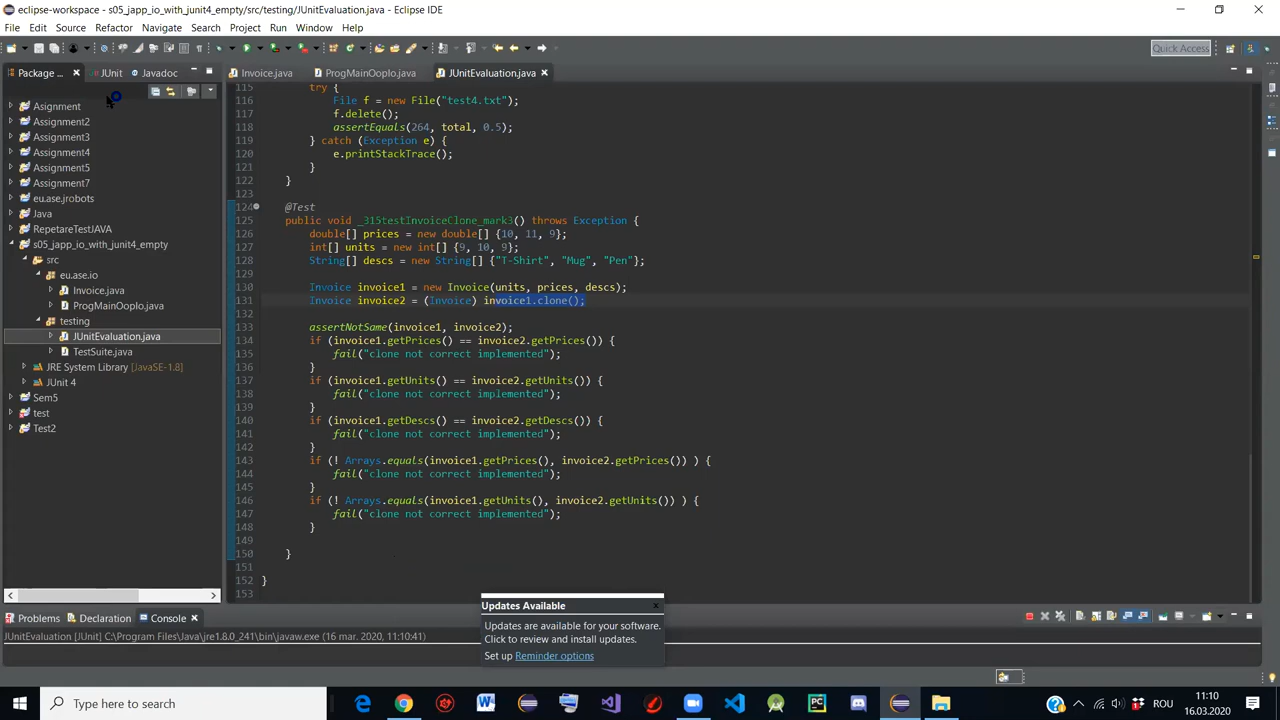 eclipse-workspace - s05_japp_io_with_junit4_empty/src/testing/JUnitEvaluation.java - Eclipse IDE
File Edit Source Refactor Navigate Search Project Run Window Help
Quick Access
Package ... JUnit Javadoc
Invoice.java ProgMainOopIo.java JUnitEvaluation.java
Asignment
Assignment2
Assignment3
Assignment4
Assignment5
Assignment7
eu.ase.jrobots
Java
RepetareTestJAVA
s05_japp_io_with_junit4_empty
src
eu.ase.io
Invoice.java
ProgMainOopIo.java
testing
JUnitEvaluation.java
TestSuite.java
JRE System Library [JavaSE-1.8]
JUnit 4
Sem5
test
Test2
115 try {
116 File f = new File("test4.txt");
117 f.delete();
118 assertEquals(264, total, 0.5);
119 } catch (Exception e) {
120 e.printStackTrace();
121 }
122 }
123
124 @Test
125 public void _315testInvoiceClone_mark3() throws Exception {
126 double[] prices = new double[] {10, 11, 9};
127 int[] units = new int[] {9, 10, 9};
128 String[] descs = new String[] {"T-Shirt", "Mug", "Pen"};
129
130 Invoice invoice1 = new Invoice(units, prices, descs);
131 Invoice invoice2 = (Invoice) invoice1.clone();
132
133 assertNotSame(invoice1, invoice2);
134 if (invoice1.getPrices() == invoice2.getPrices()) {
135 fail("clone not correct implemented");
136 }
137 if (invoice1.getUnits() == invoice2.getUnits()) {
138 fail("clone not correct implemented");
139 }
140 if (invoice1.getDescs() == invoice2.getDescs()) {
141 fail("clone not correct implemented");
142 }
143 if (! Arrays.equals(invoice1.getPrices(), invoice2.getPrices()) ) {
144 fail("clone not correct implemented");
145 }
146 if (! Arrays.equals(invoice1.getUnits(), invoice2.getUnits()) ) {
147 fail("clone not correct implemented");
148 }
149
150 }
151
152 }
153
Updates Available
Updates are available for your software.
Click to review and install updates.
Set up Reminder options
Problems Declaration Console
JUnitEvaluation [JUnit] C:\Program Files\Java\jre1.8.0_241\bin\javaw.exe (16 mar. 2020, 11:10:41)
Type here to search
ROU
11:10
16.03.2020